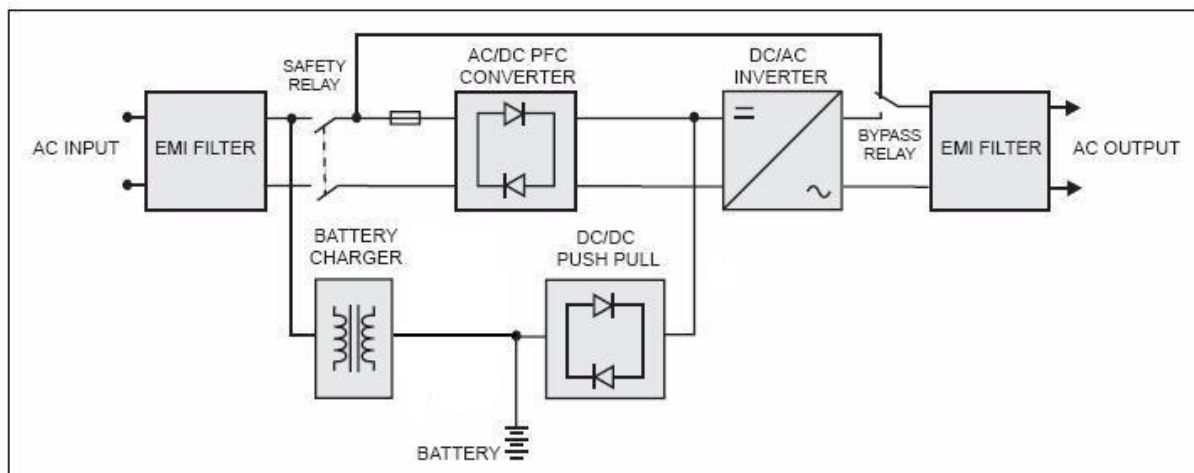 AC/DC PFC
CONVERTER
DC/AC
INVERTER
SAFETY
RELAY
AC INPUT
EMI FILTER
BYPASS
RELAY
EMI FILTER
AC OUTPUT
BATTERY
CHARGER
DC/DC
PUSH PULL
BATTERY